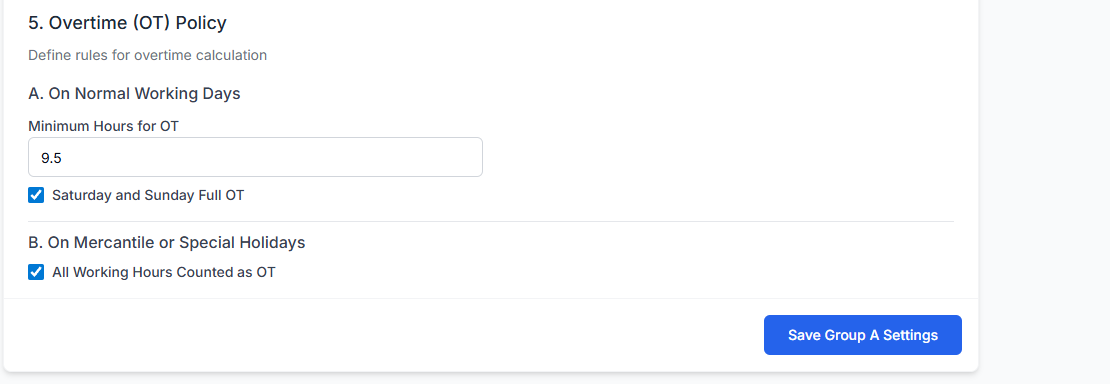 5. Overtime (OT) Policy
Define rules for overtime calculation
A. On Normal Working Days
Minimum Hours for OT
9.5
Saturday and Sunday Full OT
B. On Mercantile or Special Holidays
All Working Hours Counted as OT
Save Group A Settings